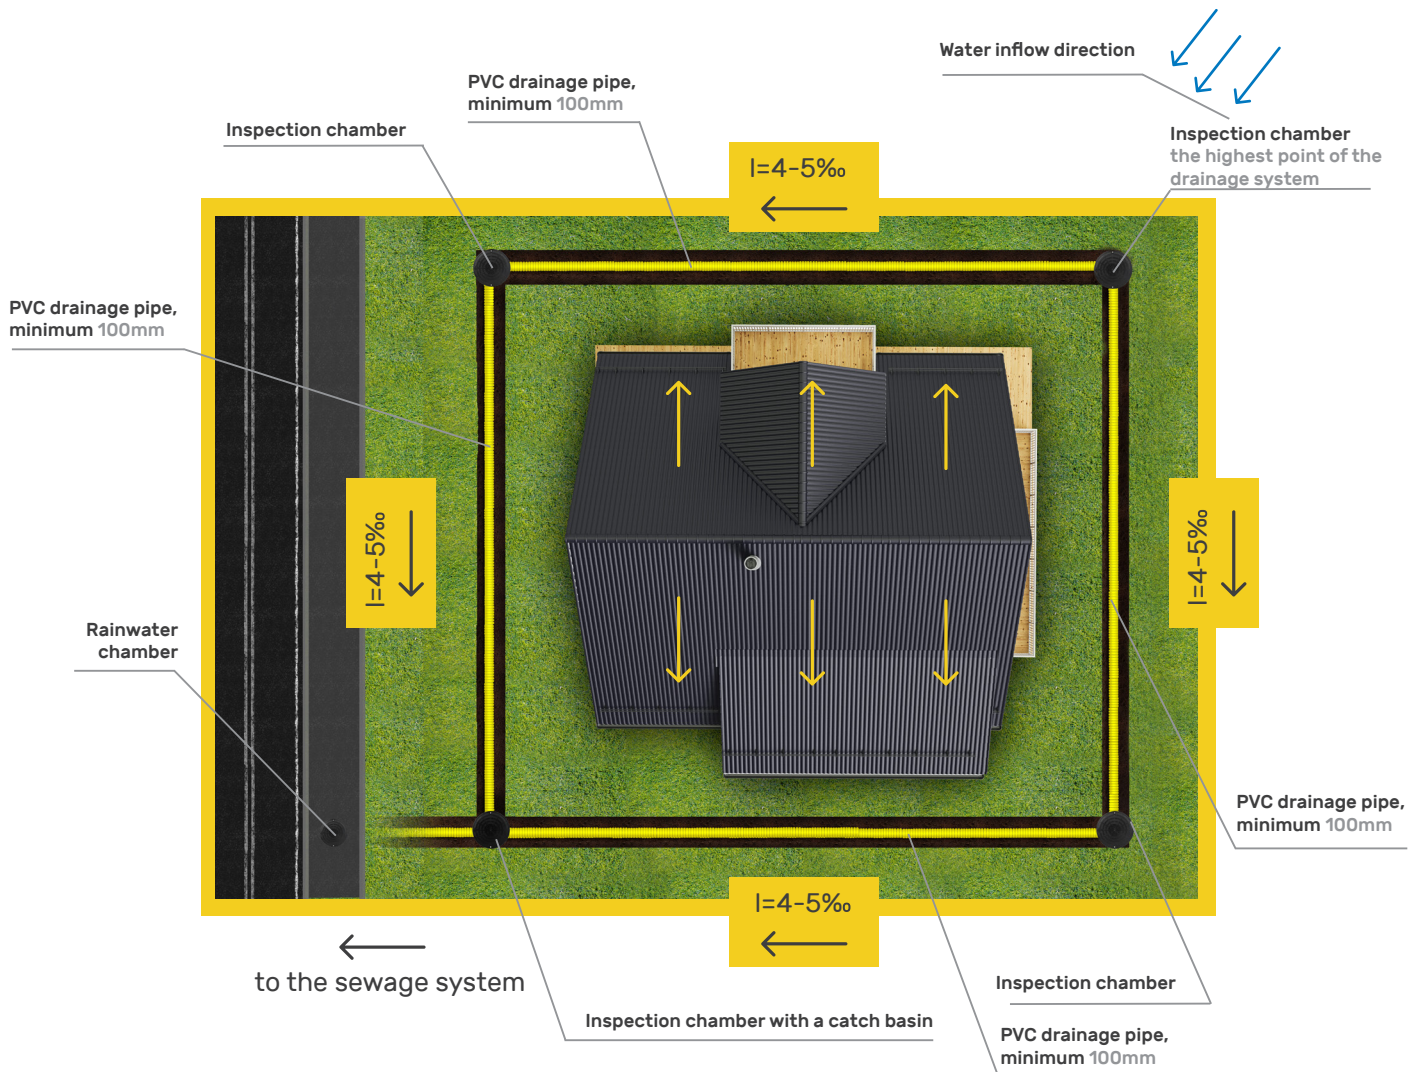 Water inflow direction
PVC drainage pipe,
minimum 100mm
Inspection chamber
Inspection chamber
the highest point of the
drainage system
I=4-5‰
PVC drainage pipe,
minimum 100mm
I=4-5‰
I=4-5‰
Rainwater
chamber
PVC drainage pipe,
minimum 100mm
I=4-5‰
to the sewage system
Inspection chamber
Inspection chamber with a catch basin
PVC drainage pipe,
minimum 100mm